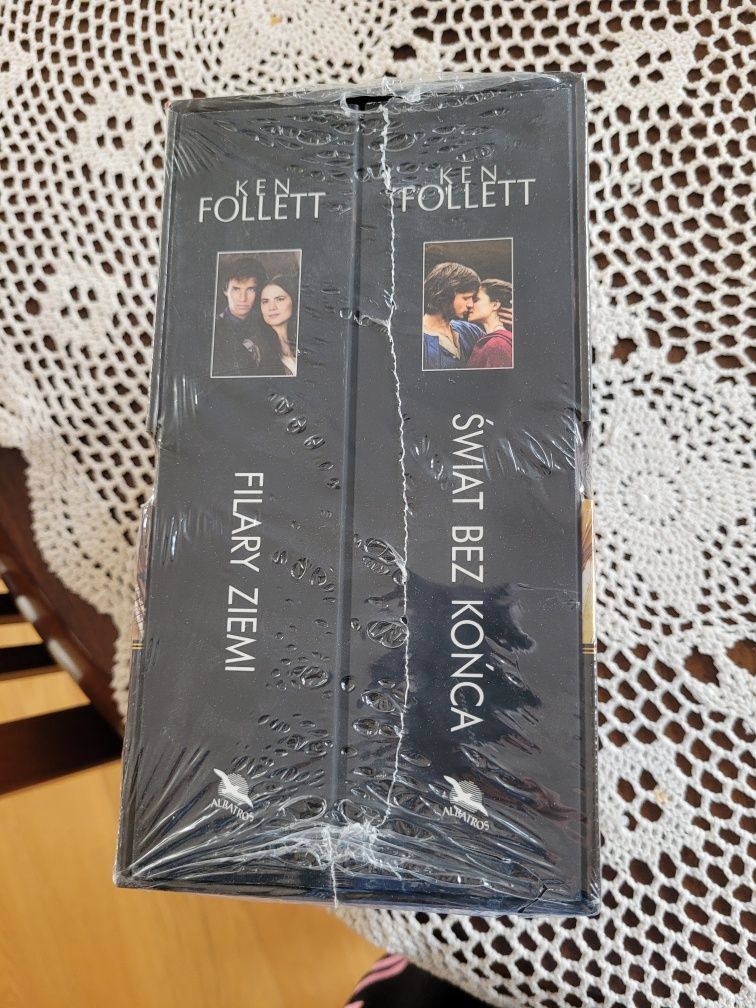 KEN
FOLLETT
FILARY ZIEMI
ALBATROS
KEN
FOLLETT
ŚWIAT BEZ KOŃCA
ALBATROS